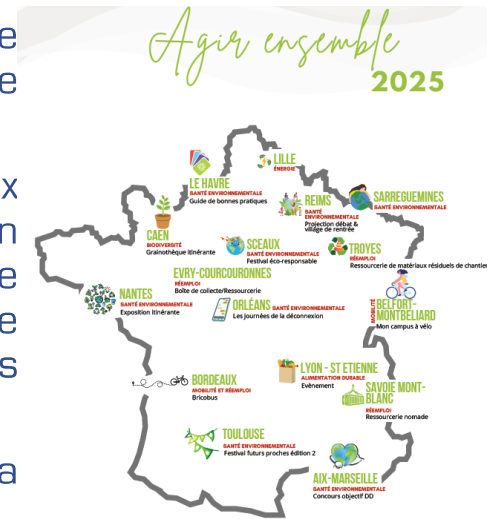 Agir ensemble
2025
e
e
x
n
e
e
s
a
LILLE
ÉNERGIE
LE HAVRE
SANTÉ ENVIRONNEMENTALE
Guide de bonnes pratiques
REIMS
SANTÉ
ENVIRONNEMENTALE
Projection débat &
village de rentrée
SARREGUEMINES
SANTÉ ENVIRONNEMENTALE
CAEN
BIODIVERSITÉ
Grainothèque itinérante
SCEAUX
SANTÉ ENVIRONNEMENTALE
Festival éco-responsable
TROYES
RÉEMPLOI
Ressourcerie de matériaux résiduels de chantier
EVRY-COURCOURONNES
RÉEMPLOI
Boîte de collecte/Ressourcerie
NANTES
SANTÉ ENVIRONNEMENTALE
Exposition itinérante
ORLÉANS SANTÉ ENVIRONNEMENTALE
Les journées de la déconnexion
MOBILITÉ
BELFORT-
MONTBELIARD
Mon campus à vélo
BORDEAUX
MOBILITÉ ET RÉEMPLOI
Bricobus
LYON - ST ETIENNE
ALIMENTATION DURABLE
Evènement
SAVOIE MONT-
BLANC
RÉEMPLOI
Ressourcerie nomade
TOULOUSE
SANTÉ ENVIRONNEMENTALE
Festival futurs proches édition 2
AIX-MARSEILLE
SANTÉ ENVIRONNEMENTALE
Concours objectif DD